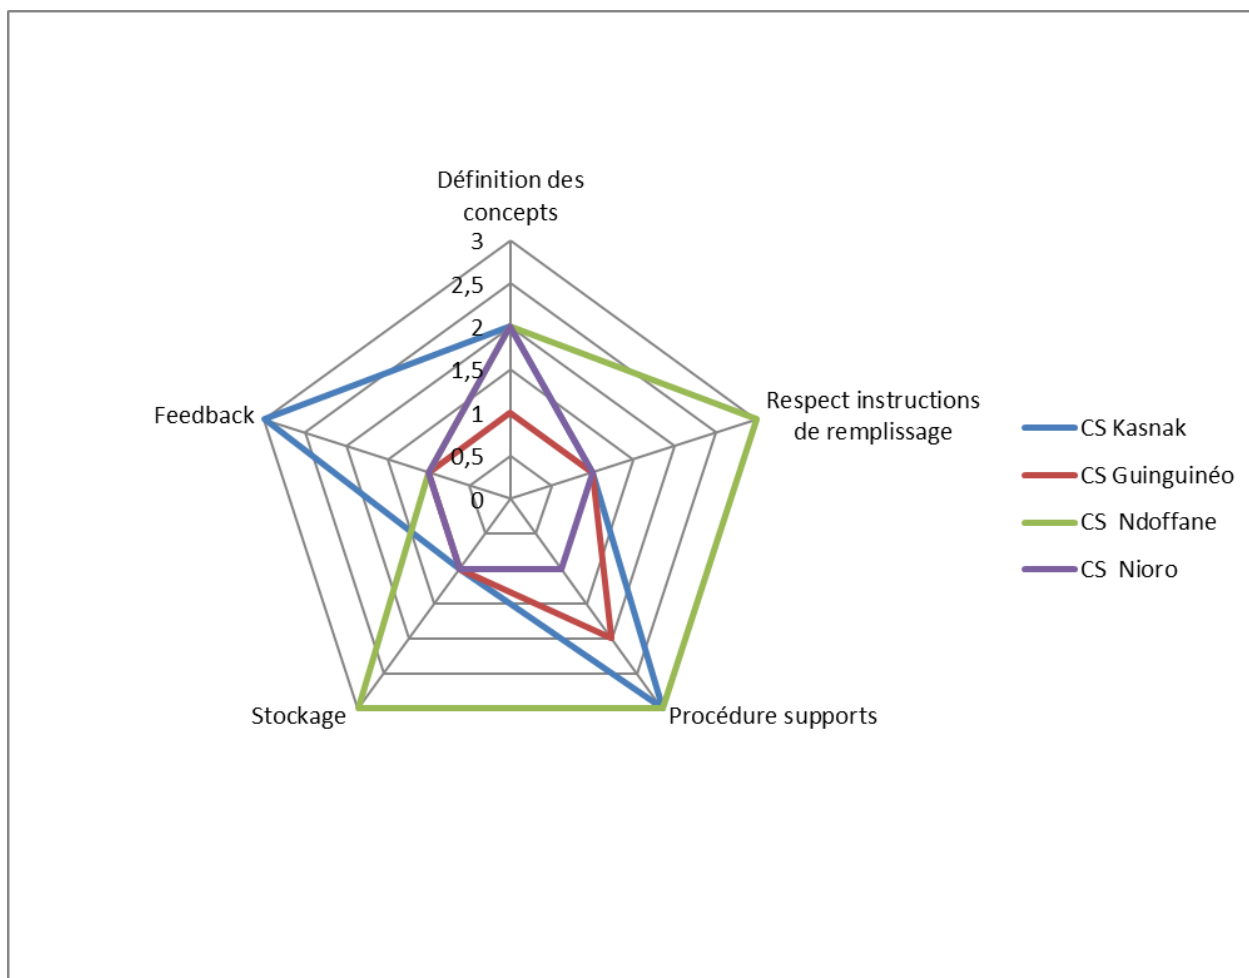 Définition des
concepts
3
2,5
2
1,5
1
0,5
0
Feedback
Respect instructions
de remplissage
Stockage
Procédure supports
CS Kasnak
CS Guinguinéo
CS  Ndoffane
CS  Nioro